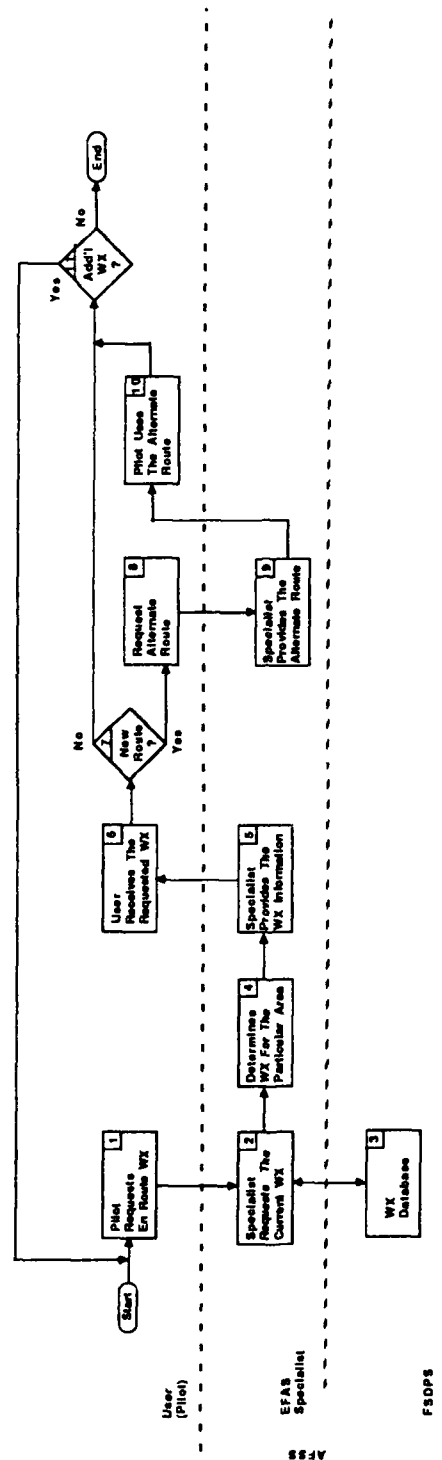 Start
1
Pilot
Requests
En Route WX
2
Specialist
Requests The
Current WX
3
WX
Database
4
Determines
WX For The
Particular Area
5
Specialist
Provides The
WX Information
6
User
Receives The
Requested WX
7
New
Route
?
No
Yes
8
Request
Alternate
Route
9
Specialist
Provides The
Alternate Route
10
Pilot Uses
The Alternate
Route
Add'l
WX
?
Yes
No
End
User
(Pilot)
EFAS
Specialist
FSDPS